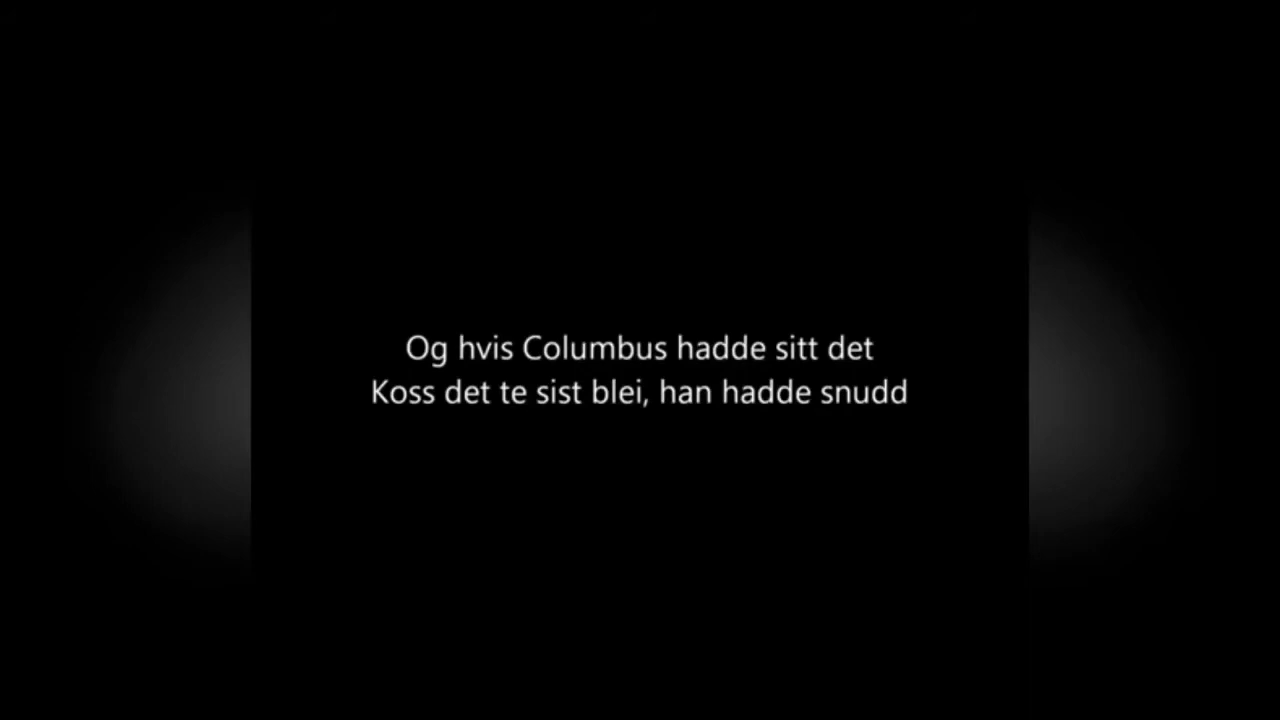 Og hvis Columbus hadde sitt det
Koss det te sist blei, han hadde snudd